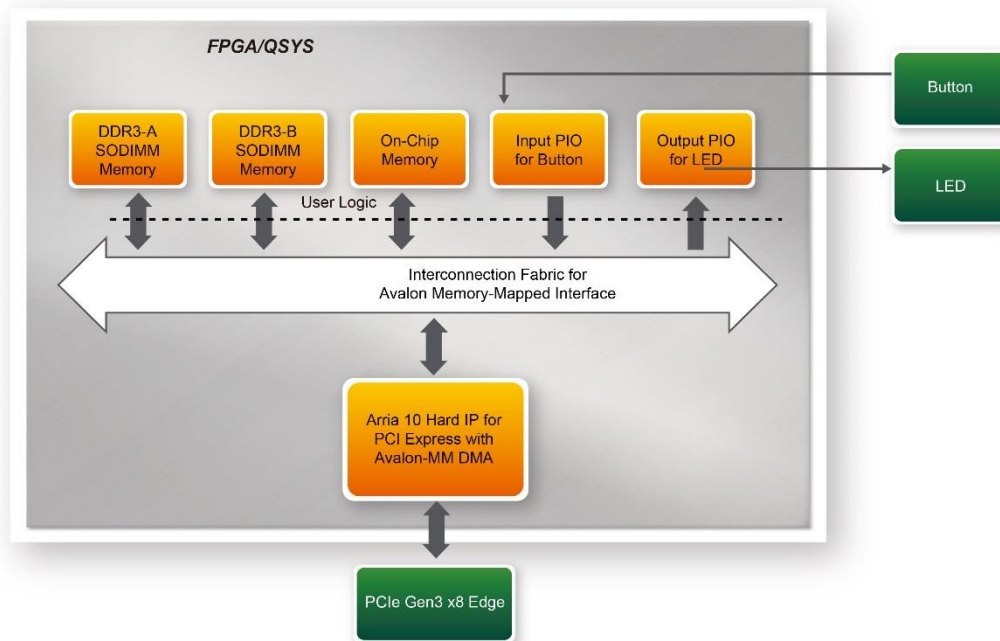 FPGA/QSYS
Button
DDR3-A
SODIMM
Memory
DDR3-B
SODIMM
Memory
On-Chip
Memory
Input PIO
for Button
Output PIO
for LED
LED
User Logic
Interconnection Fabric for
Avalon Memory-Mapped Interface
Arria 10 Hard IP for
PCI Express with
Avalon-MM DMA
PCIe Gen3 x8 Edge